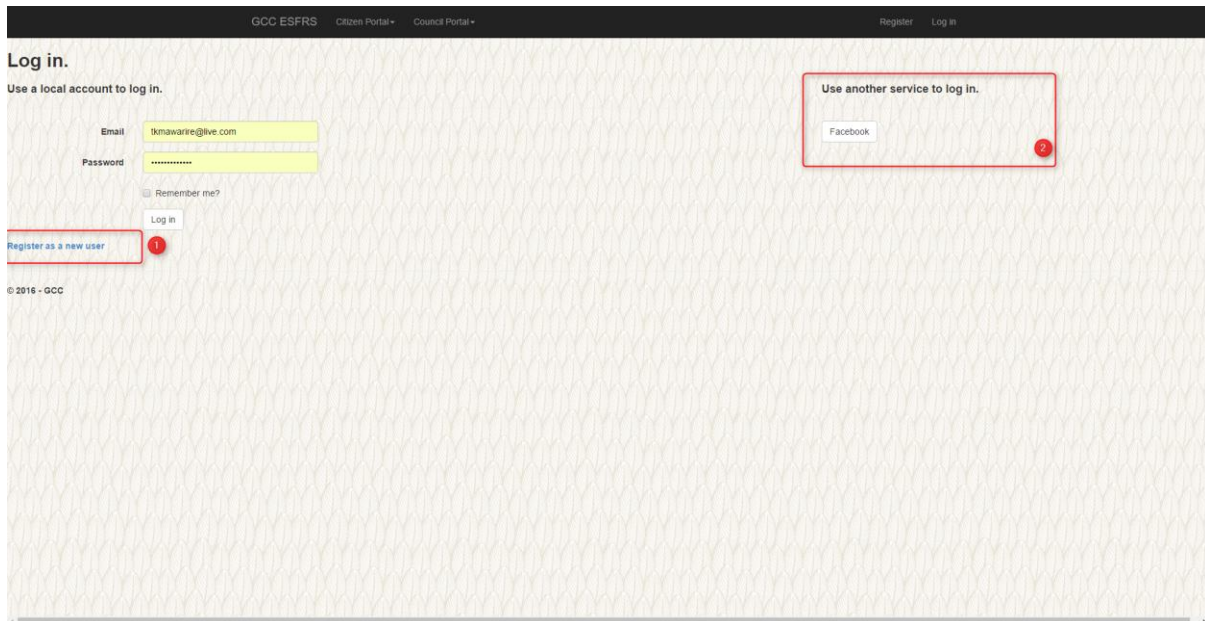 GCC ESFRS Citizen Portal Council Portal Register Log in
Log in.
Use a local account to log in.
Use another service to log in.
Email tkmawarire@live.com
Facebook
2
Password •••••••••••••
Remember me?
Log in
Register as a new user 1
© 2016 - GCC